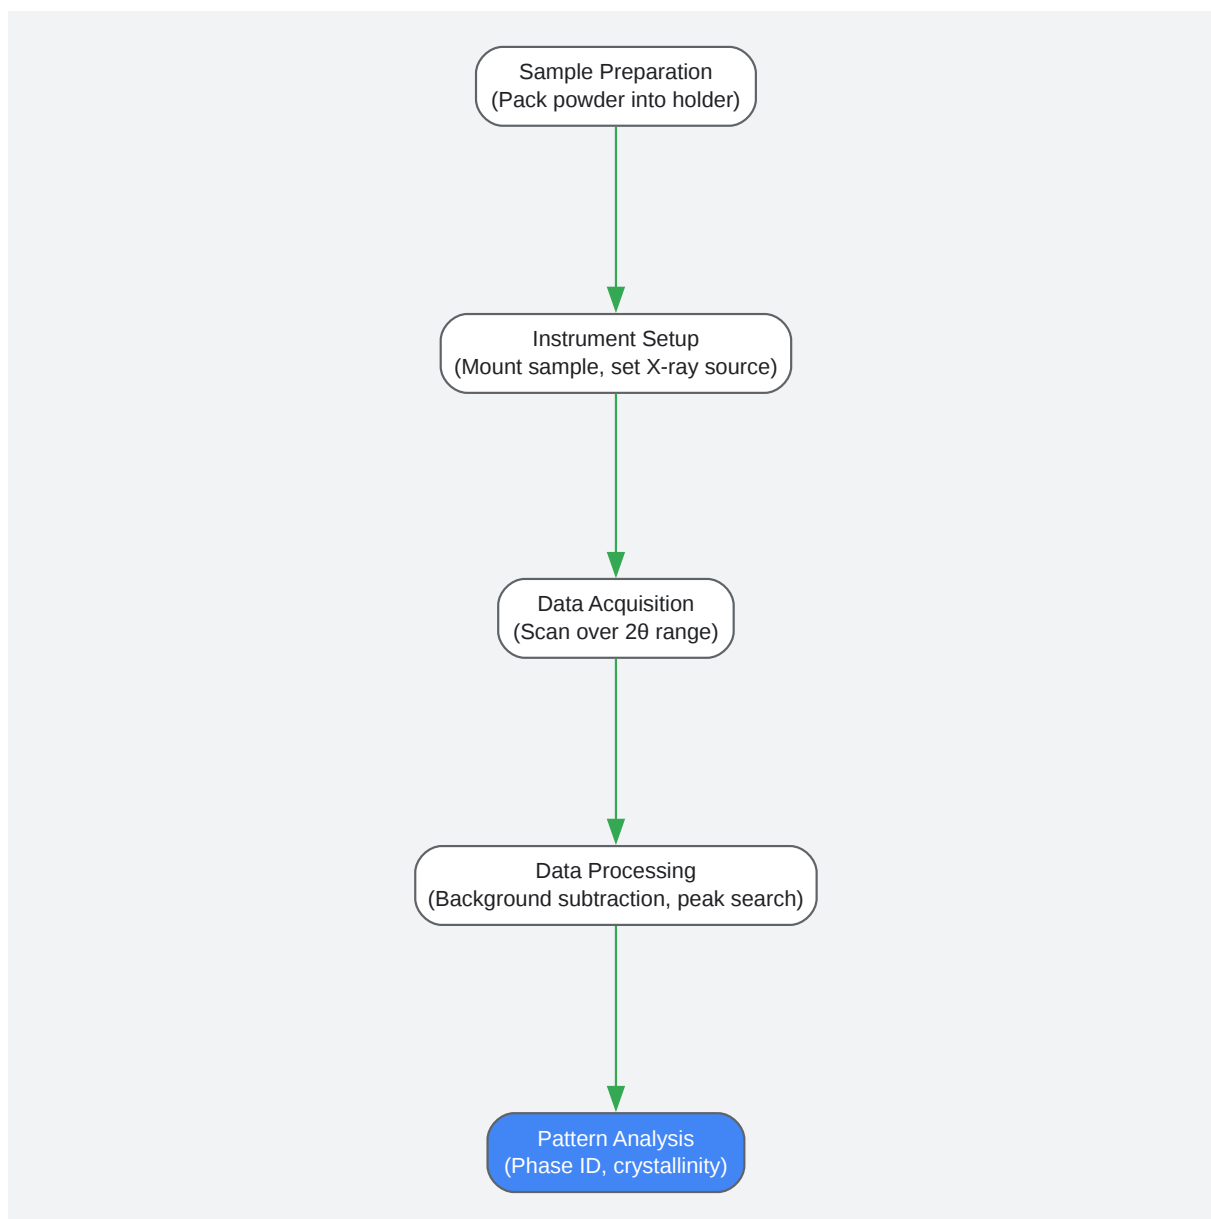 Sample Preparation
(Pack powder into holder)
Instrument Setup
(Mount sample, set X-ray source)
Data Acquisition
(Scan over 2θ range)
Data Processing
(Background subtraction, peak search)
Pattern Analysis
(Phase ID, crystallinity)